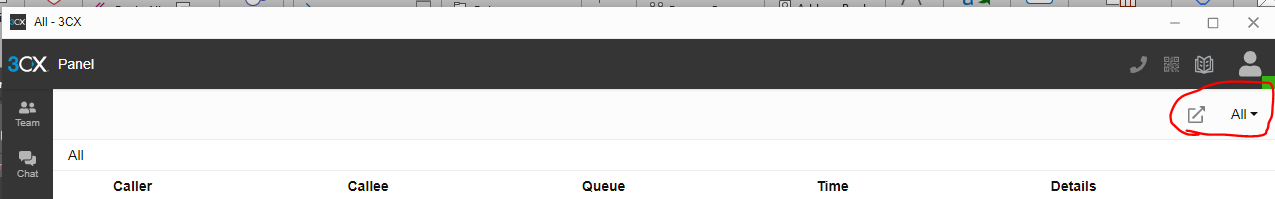 All - 3CX
3CX Panel
Team
All
Chat
All
Caller Callee Queue Time Details